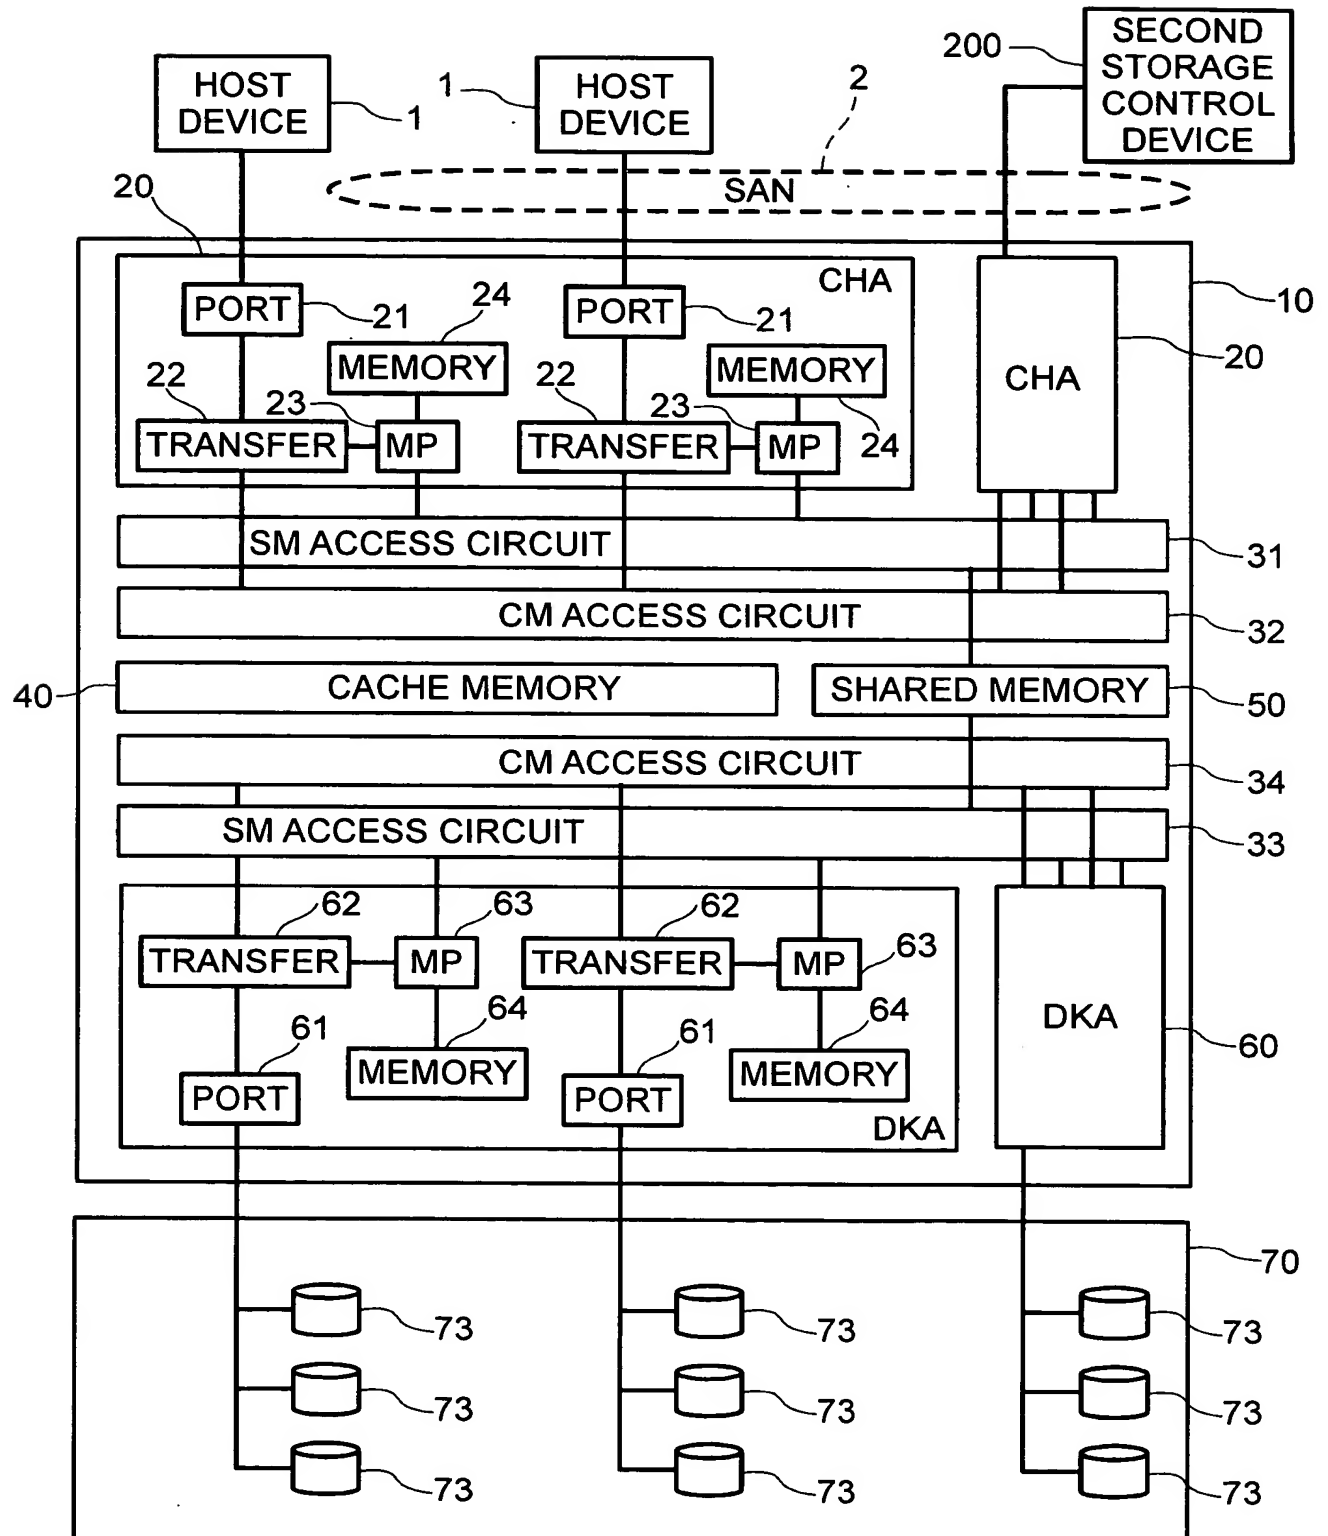 200
SECOND
STORAGE
CONTROL
DEVICE
HOST
DEVICE
1
1
HOST
DEVICE
2
SAN
20
CHA
PORT
21
24
MEMORY
22
23
TRANSFER
MP
PORT
21
MEMORY
22
23
24
TRANSFER
MP
CHA
10
20
SM ACCESS CIRCUIT
31
CM ACCESS CIRCUIT
32
40
CACHE MEMORY
SHARED MEMORY
50
CM ACCESS CIRCUIT
34
SM ACCESS CIRCUIT
33
62
63
TRANSFER
MP
62
TRANSFER
MP
63
61
64
PORT
MEMORY
61
64
PORT
MEMORY
DKA
DKA
60
70
73
73
73
73
73
73
73
73
73